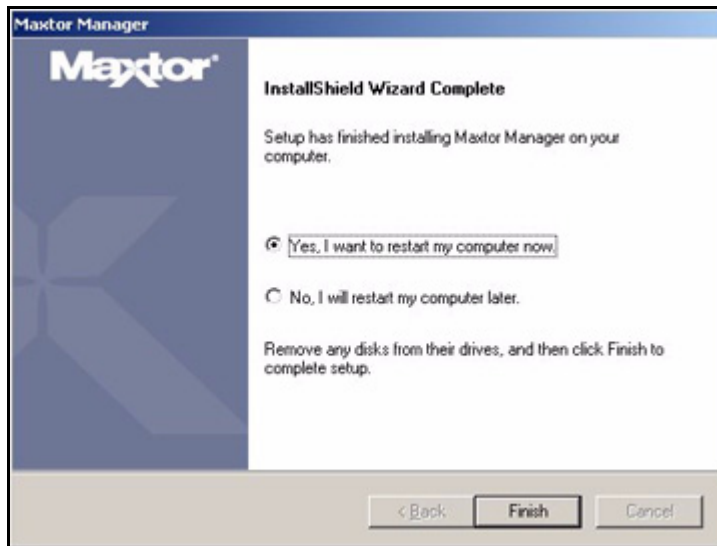 Maxtor Manager
Maxtor
InstallShield Wizard Complete
Setup has finished installing Maxtor Manager on your
computer.
Yes, I want to restart my computer now.
No, I will restart my computer later.
Remove any disks from their drives, and then click Finish to
complete setup.
< Back
Finish
Cancel